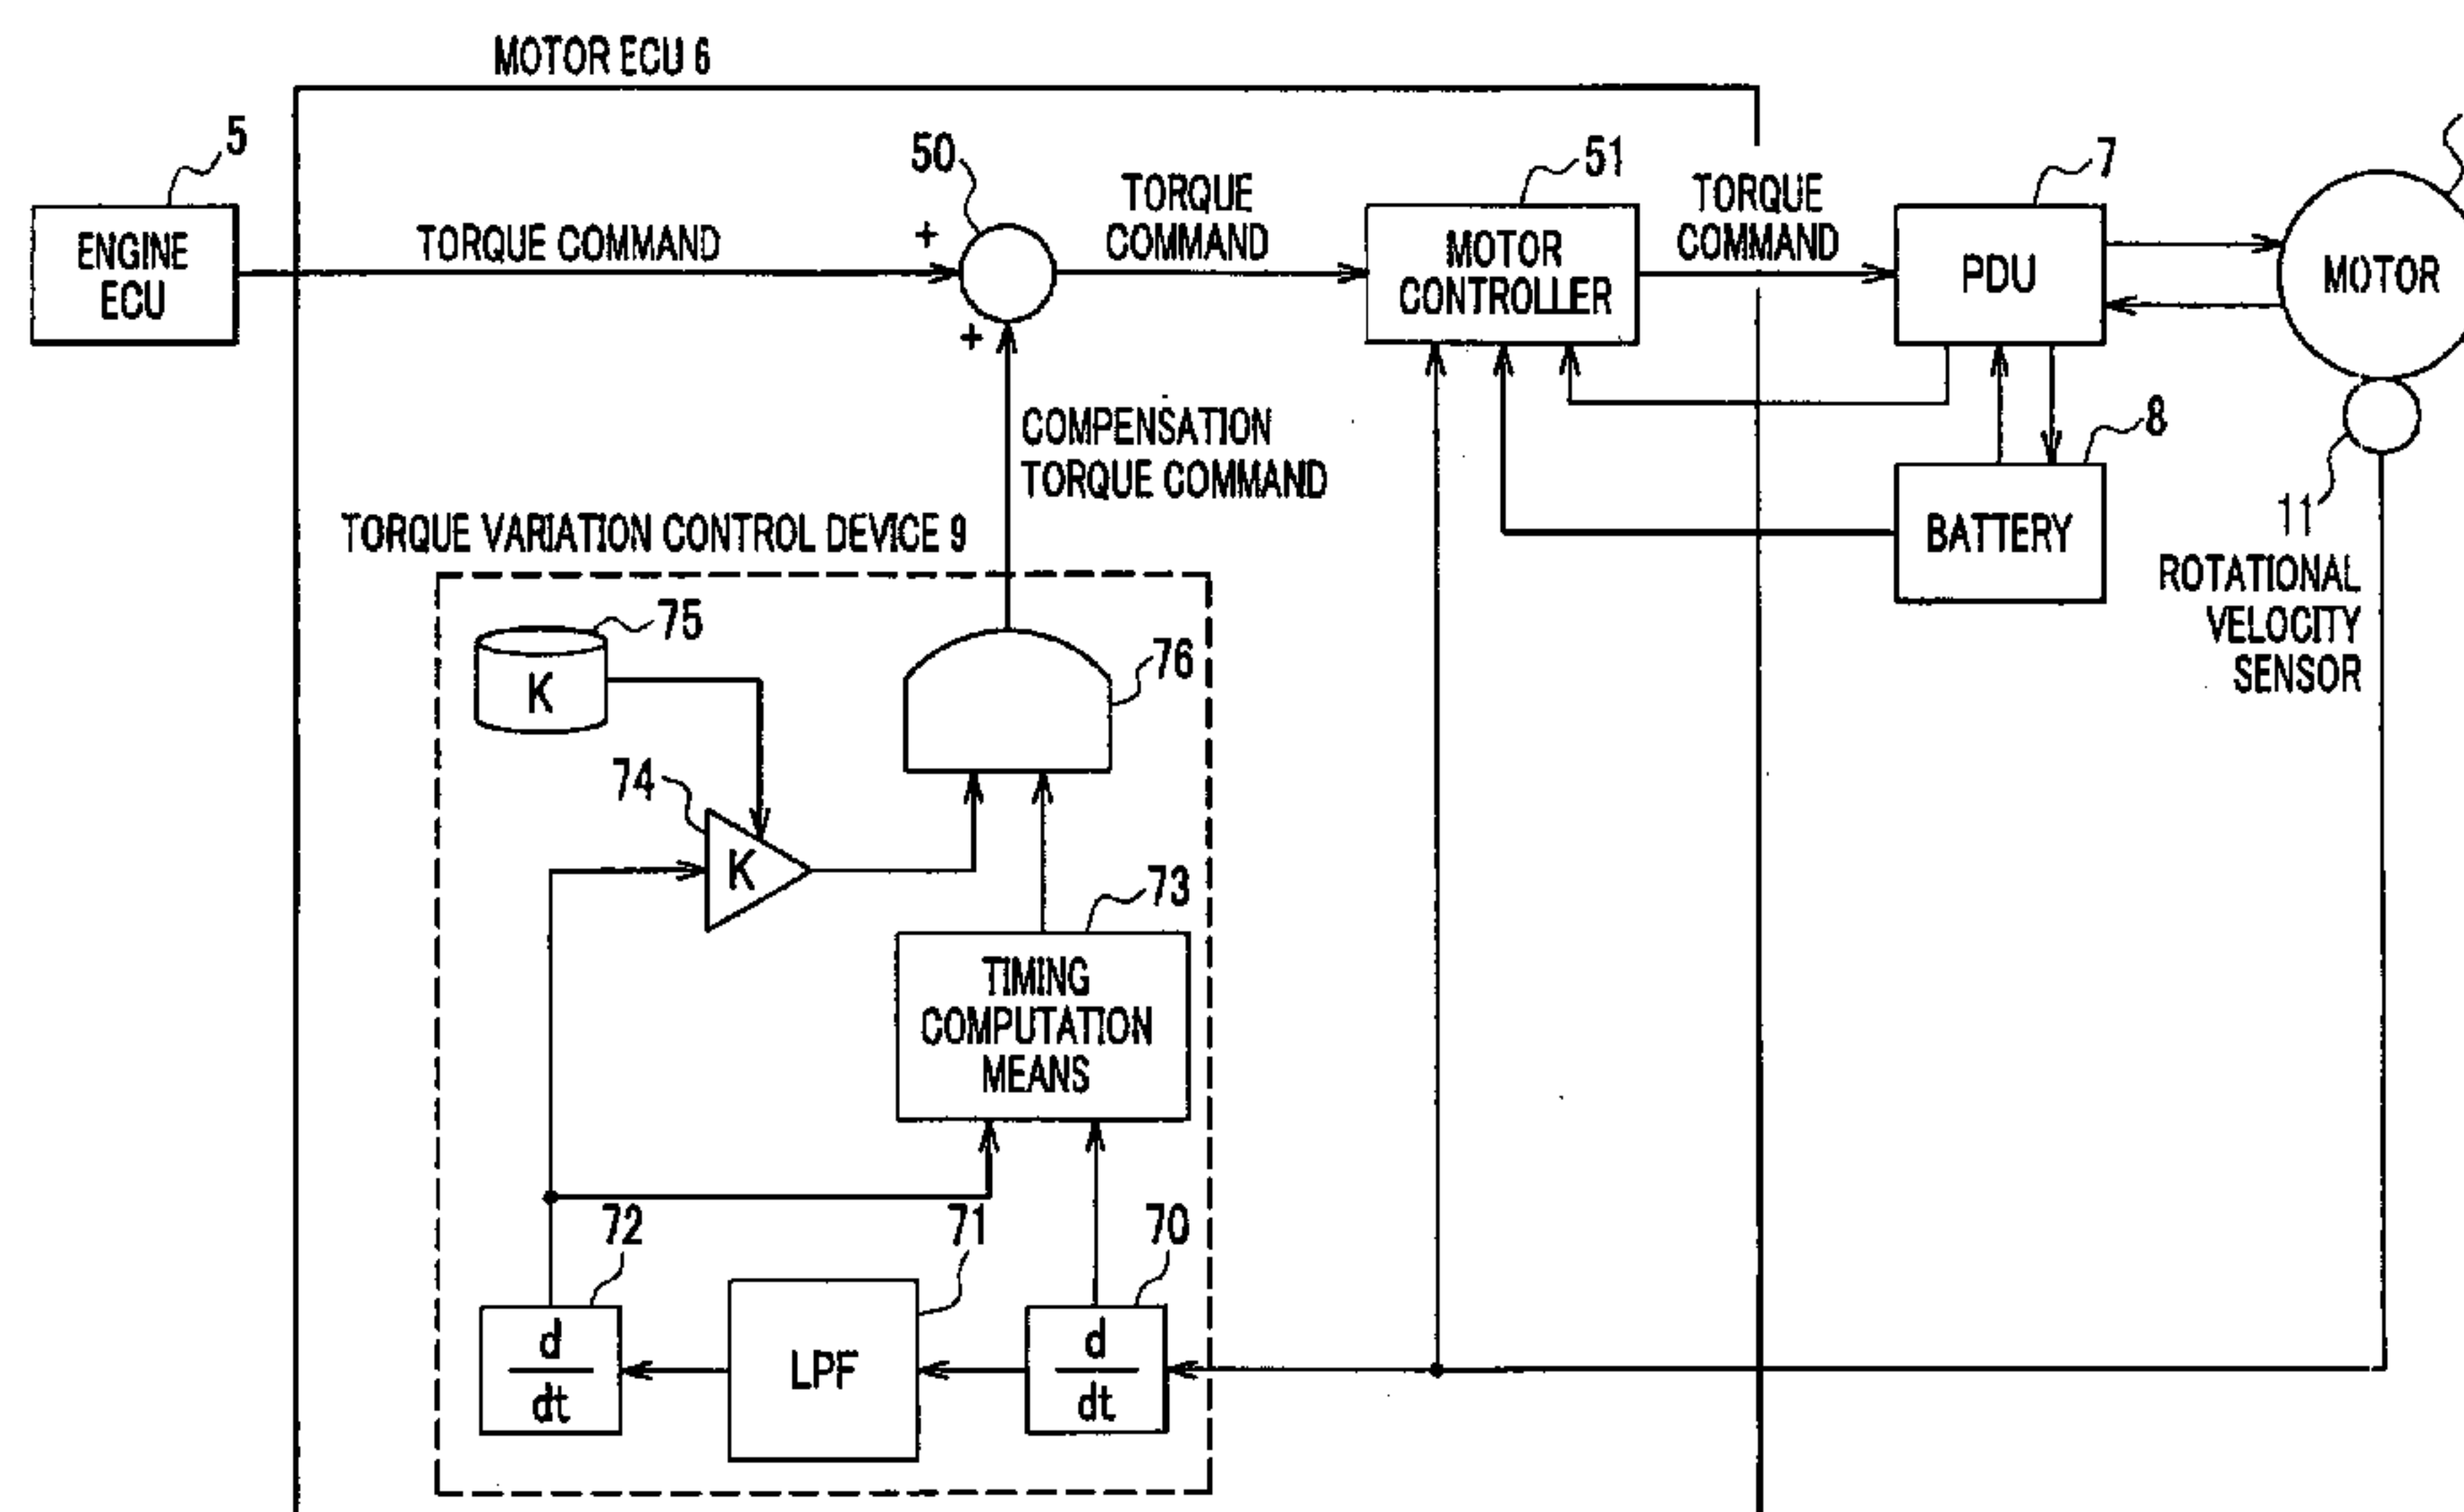 MOTOR ECU 6
5
50
51
7
ENGINE
ECU
TORQUE COMMAND
+
+
TORQUE
COMMAND
MOTOR
CONTROLLER
TORQUE
COMMAND
PDU
MOTOR
COMPENSATION
TORQUE COMMAND
8
BATTERY
11
ROTATIONAL
VELOCITY
SENSOR
TORQUE VARIATION CONTROL DEVICE 9
75
K
76
74
K
73
TIMING
COMPUTATION
MEANS
72
71
70
d
dt
LPF
d
dt